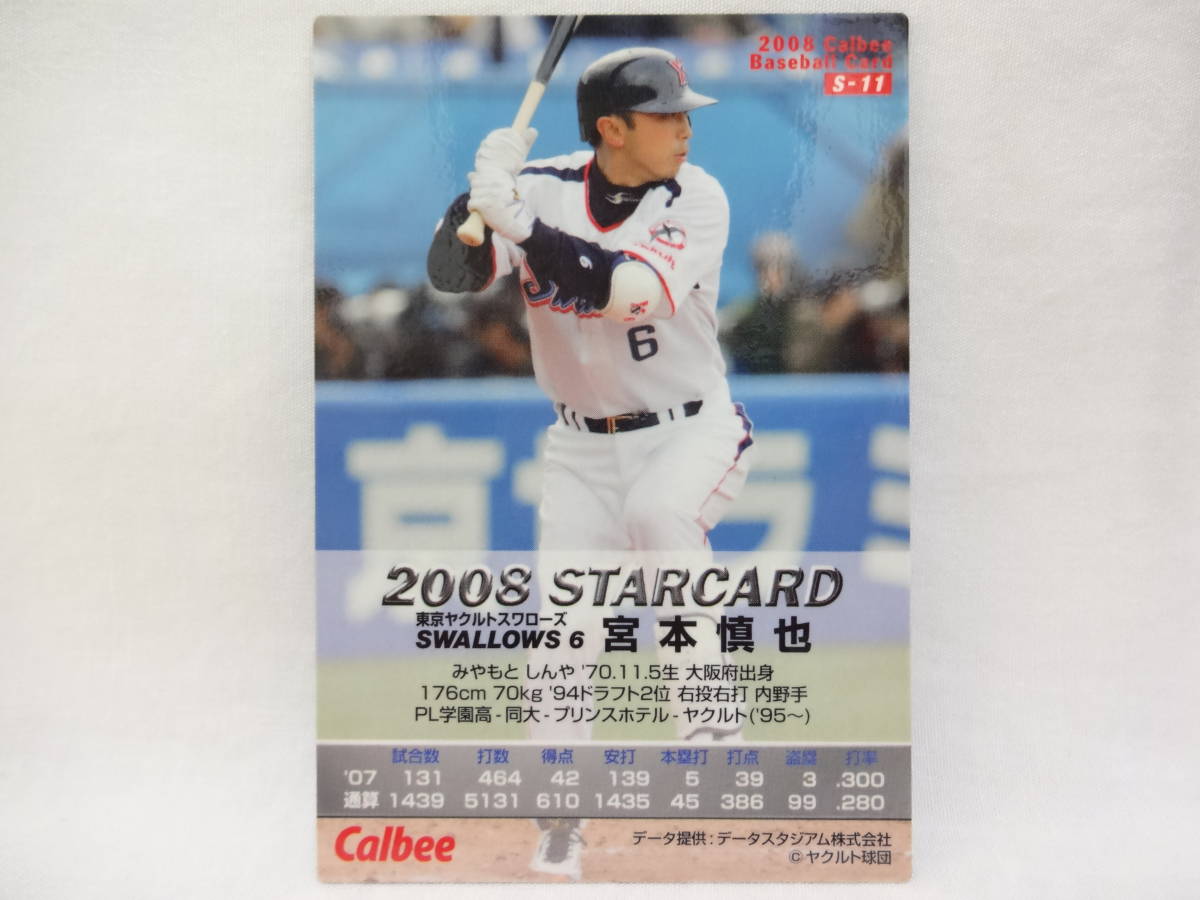 2008 Calbee
Baseball Card
S-11
6
6
京
2008 STARCARD
東京ヤクルトスワローズ
SWALLOWS 6 宮本慎也
みやもと しんや '70.11.5生 大阪府出身
176cm 70kg '94ドラフト2位 右投右打 内野手
PL学園高 - 同大 - プリンスホテル - ヤクルト('95～)
試合数 打数 得点 安打 本塁打 打点 盗塁 打率
'07 131 464 42 139 5 39 3 .300
通算 1439 5131 610 1435 45 386 99 .280
Calbee
データ提供：データスタジアム株式会社
©ヤクルト球団